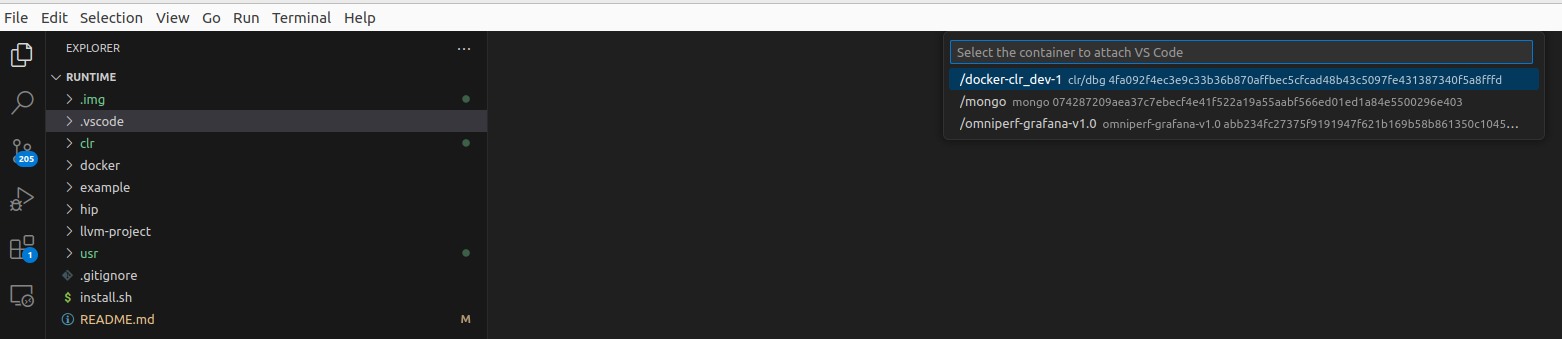 File Edit Selection View Go Run Terminal Help
EXPLORER ...
RUNTIME
.img
.vscode
clr
docker
example
hip
llvm-project
usr
.gitignore
$ install.sh
README.md M
205
1
Select the container to attach VS Code
/docker-clr_dev-1 clr/dbg 4fa092f4ec3e9c33b36b870affbec5cfcad48b43c5097fe431387340f5a8fffd
/mongo mongo 074287209aea37c7ebecf4e41f522a19a55aabf566ed01ed1a84e5500296e403
/omniperf-grafana-v1.0 omniperf-grafana-v1.0 abb234fc27375f9191947f621b169b58b861350c1045...